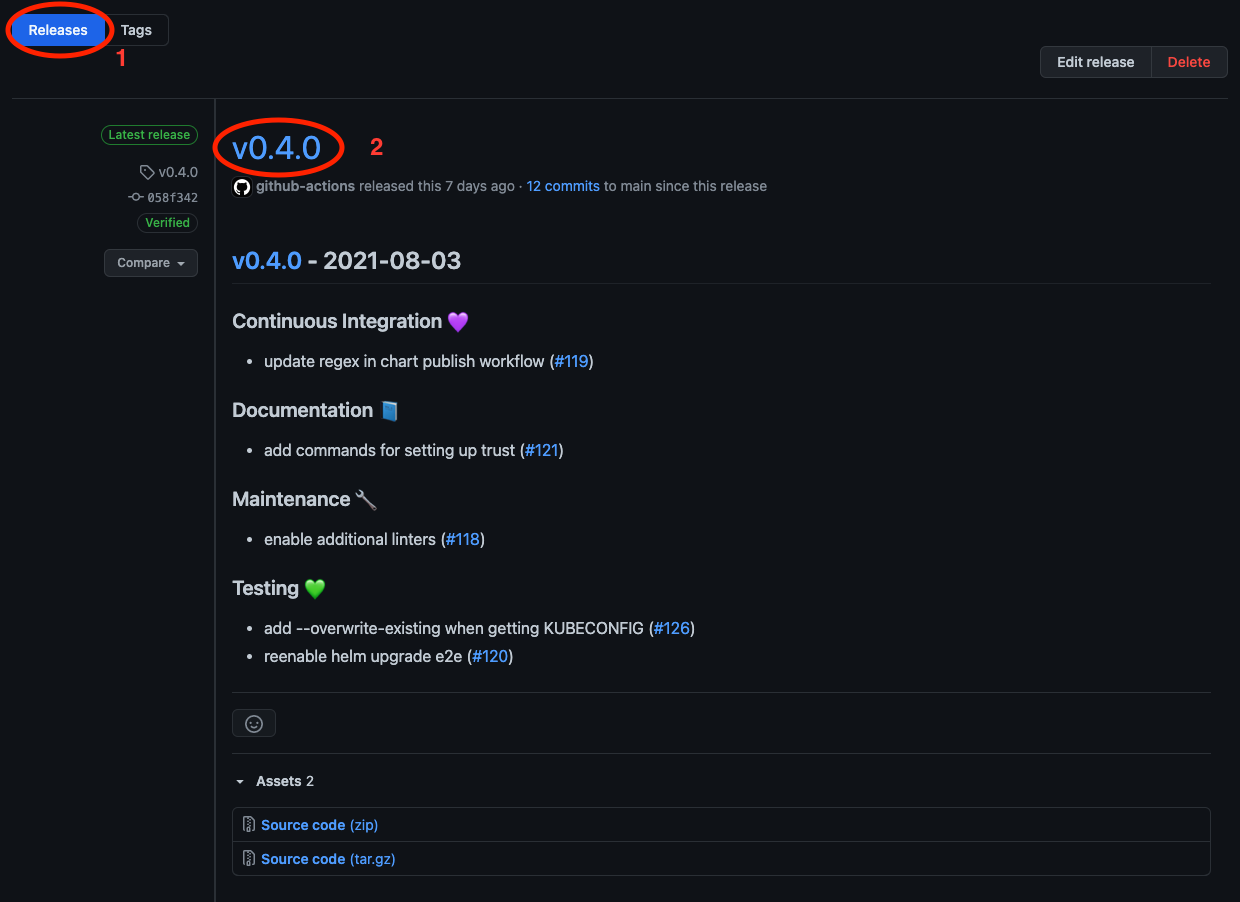 Releases Tags
1
Edit release Delete
Latest release
v0.4.0
058f342
Verified
Compare
v0.4.0 2
github-actions released this 7 days ago · 12 commits to main since this release
v0.4.0 - 2021-08-03
Continuous Integration 💜
• update regex in chart publish workflow (#119)
Documentation 📘
• add commands for setting up trust (#121)
Maintenance 🔧
• enable additional linters (#118)
Testing 💚
• add --overwrite-existing when getting KUBECONFIG (#126)
• reenable helm upgrade e2e (#120)
Assets 2
Source code (zip)
Source code (tar.gz)